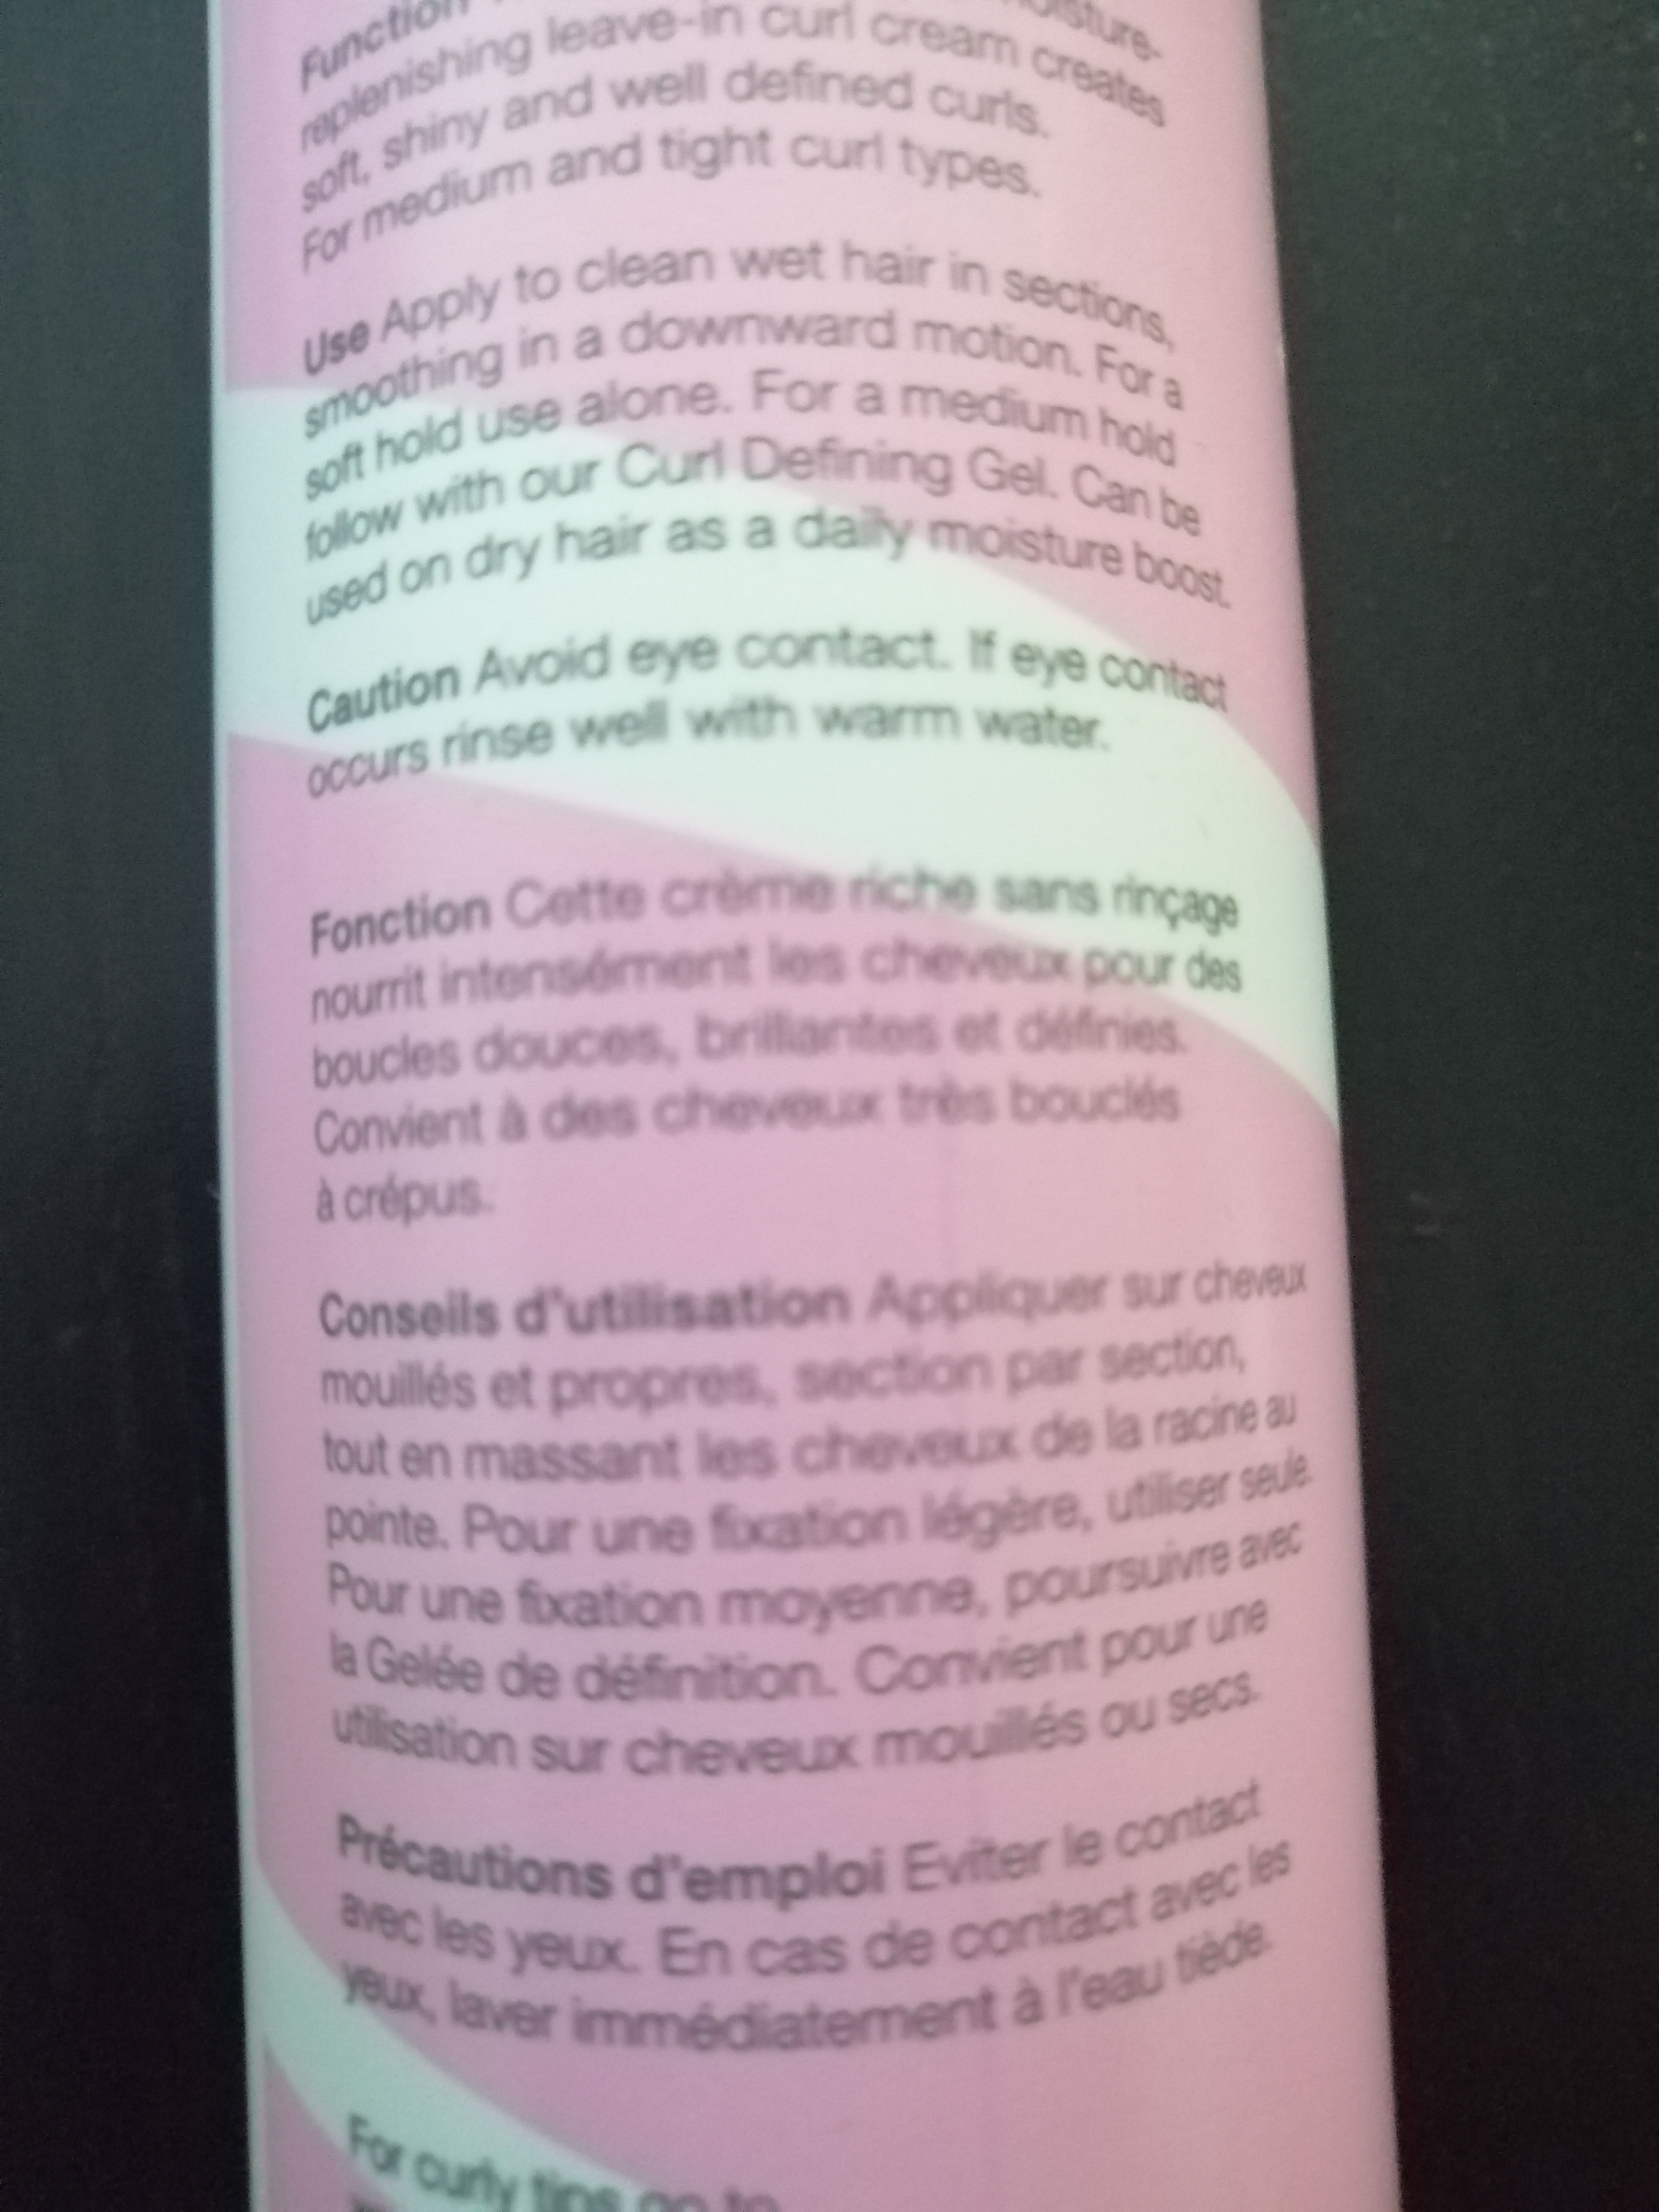 Function
replenishing leave-in curl cream creates
soft, shiny and well defined curls.
For medium and tight curl types.
Use Apply to clean wet hair in sections,
smoothing in a downward motion. For a
soft hold use alone. For a medium hold
follow with our Curl Defining Gel. Can be
used on dry hair as a daily moisture boost.
Caution Avoid eye contact. If eye contact
occurs rinse well with warm water.
Fonction Cette crème riche sans rinçage
nourrit intensément les cheveux pour des
boucles douces, brillantes et définies.
Convient à des cheveux très bouclés
à crépus.
Conseils d'utilisation Appliquer sur cheveux
mouillés et propres, section par section,
tout en massant les cheveux de la racine au
pointe. Pour une fixation légère, utiliser seule.
Pour une fixation moyenne, poursuivre avec
la Gelée de définition. Convient pour une
utilisation sur cheveux mouillés ou secs.
Précautions d'emploi Eviter le contact
avec les yeux. En cas de contact avec les
yeux, laver immédiatement à l'eau tiède.
For curly tips go to